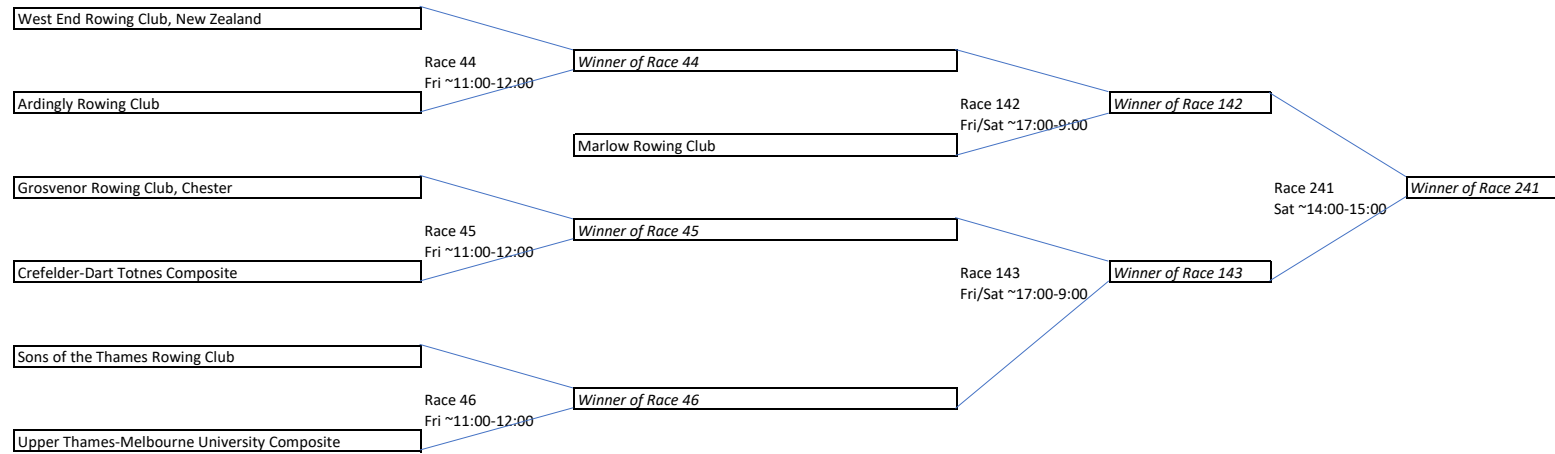 West End Rowing Club, New Zealand
Race 44
Winner of Race 44
Fri ~11:00-12:00
Ardingly Rowing Club
Race 142
Winner of Race 142
Fri/Sat ~17:00-9:00
Marlow Rowing Club
Grosvenor Rowing Club, Chester
Race 241
Winner of Race 241
Sat ~14:00-15:00
Race 45
Winner of Race 45
Fri ~11:00-12:00
Crefelder-Dart Totnes Composite
Race 143
Winner of Race 143
Fri/Sat ~17:00-9:00
Sons of the Thames Rowing Club
Race 46
Winner of Race 46
Fri ~11:00-12:00
Upper Thames-Melbourne University Composite